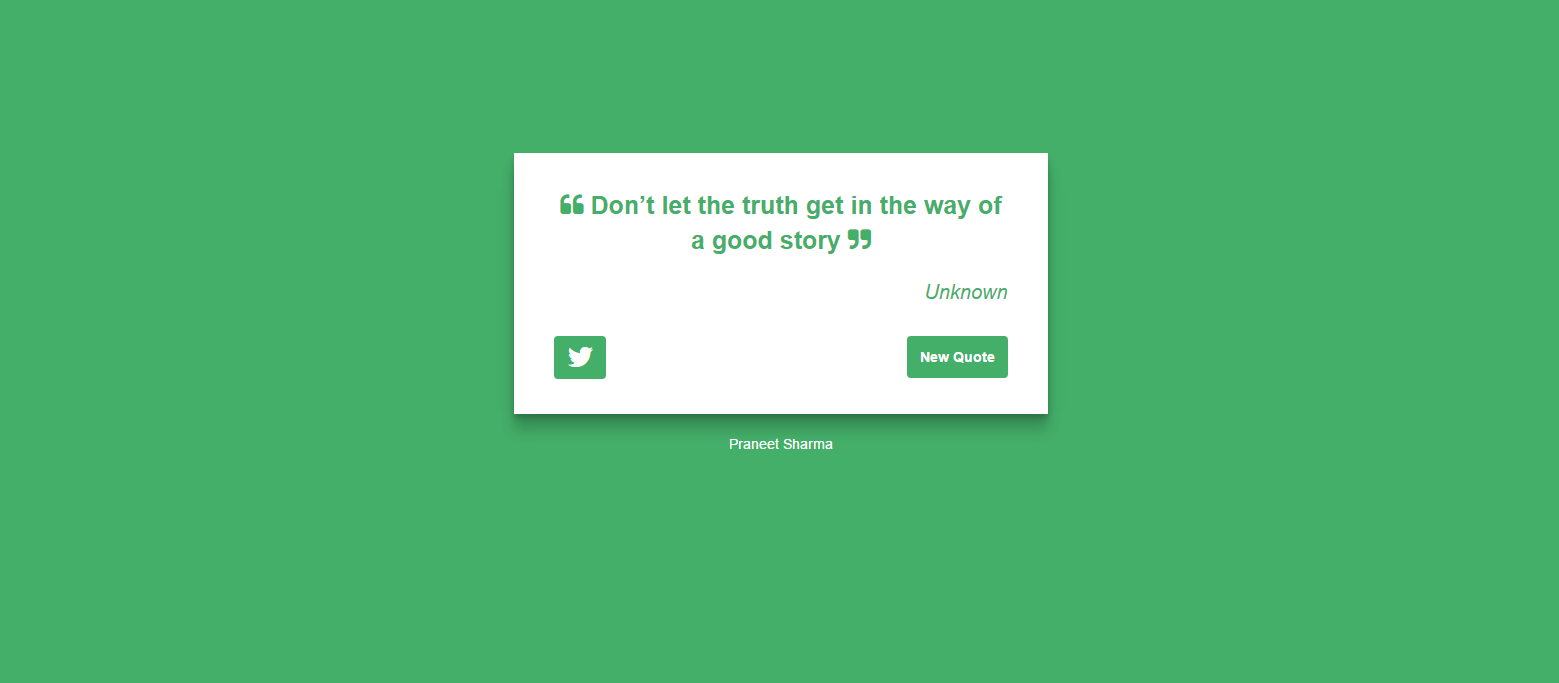 ❝ Don’t let the truth get in the way of
a good story ❞
Unknown
New Quote
Praneet Sharma